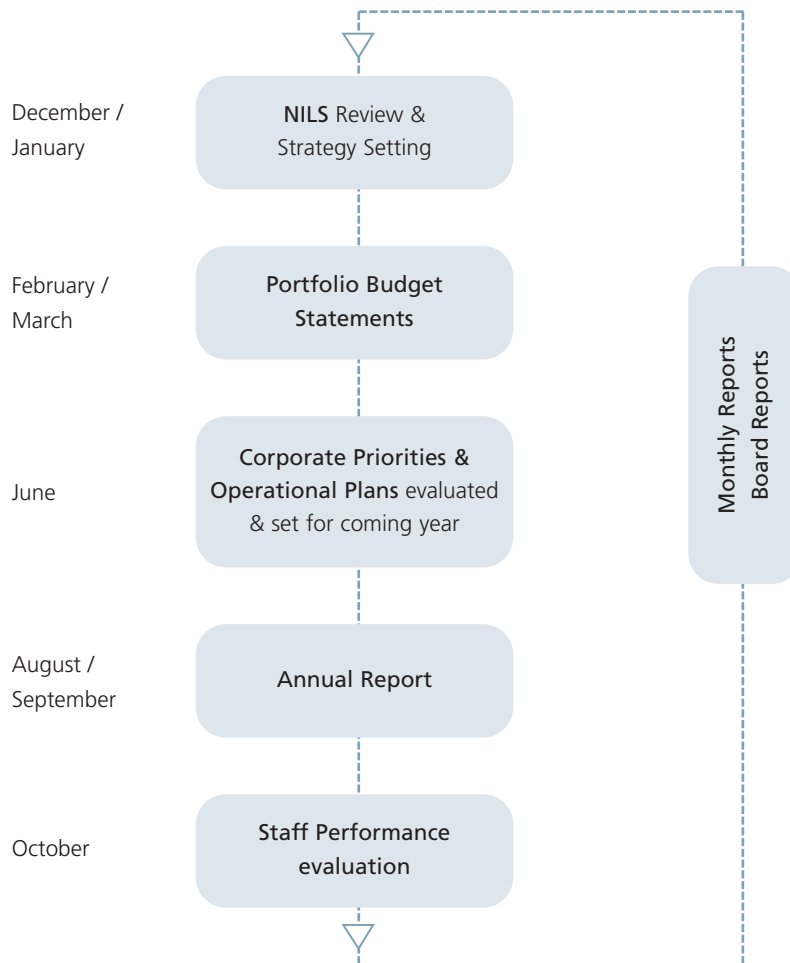 December /
January
NILS Review &
Strategy Setting
February /
March
Portfolio Budget
Statements
June
Corporate Priorities &
Operational Plans evaluated
& set for coming year
August /
September
Annual Report
October
Staff Performance
evaluation
Monthly Reports
Board Reports